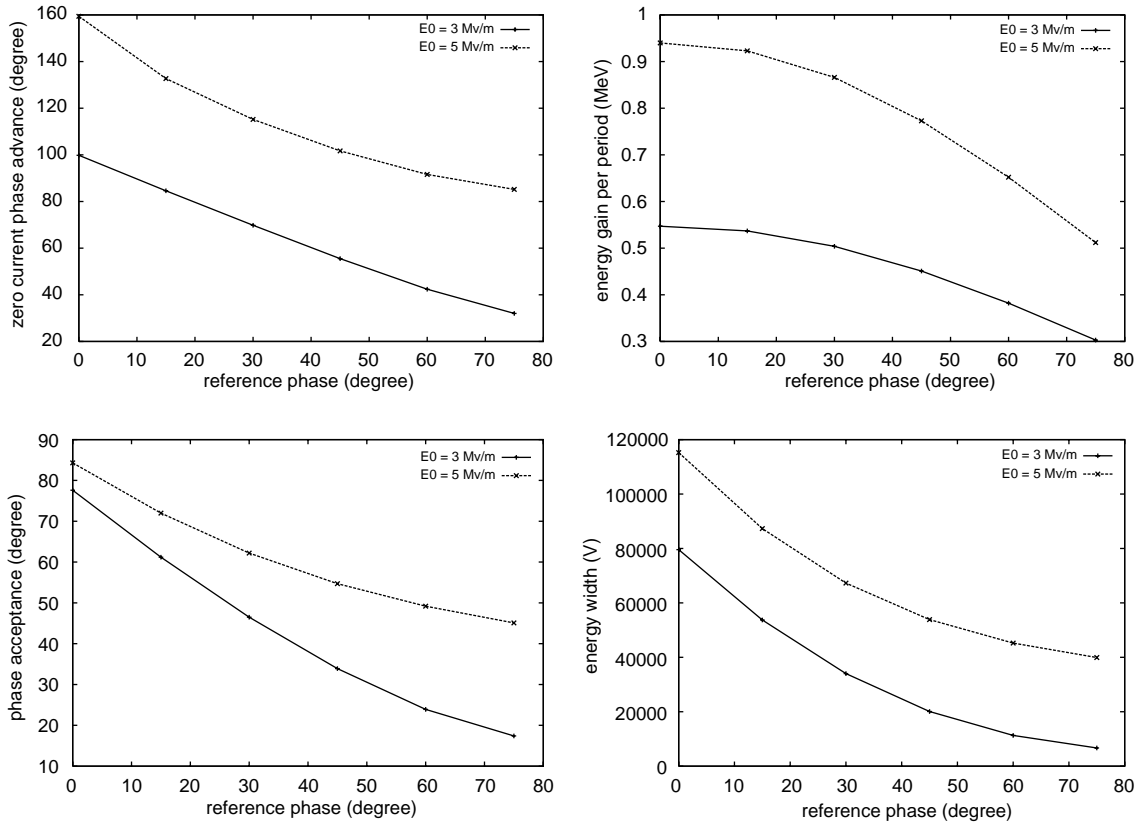 zero current phase advance (degree)
160
140
120
100
80
60
40
20
0 10 20 30 40 50 60 70 80
reference phase (degree)
E0 = 3 Mv/m
E0 = 5 Mv/m
energy gain per period (MeV)
1
0.9
0.8
0.7
0.6
0.5
0.4
0.3
0 10 20 30 40 50 60 70 80
reference phase (degree)
E0 = 3 Mv/m
E0 = 5 Mv/m
phase acceptance (degree)
90
80
70
60
50
40
30
20
10
0 10 20 30 40 50 60 70 80
reference phase (degree)
E0 = 3 Mv/m
E0 = 5 Mv/m
energy width (V)
120000
100000
80000
60000
40000
20000
0
0 10 20 30 40 50 60 70 80
reference phase (degree)
E0 = 3 Mv/m
E0 = 5 Mv/m